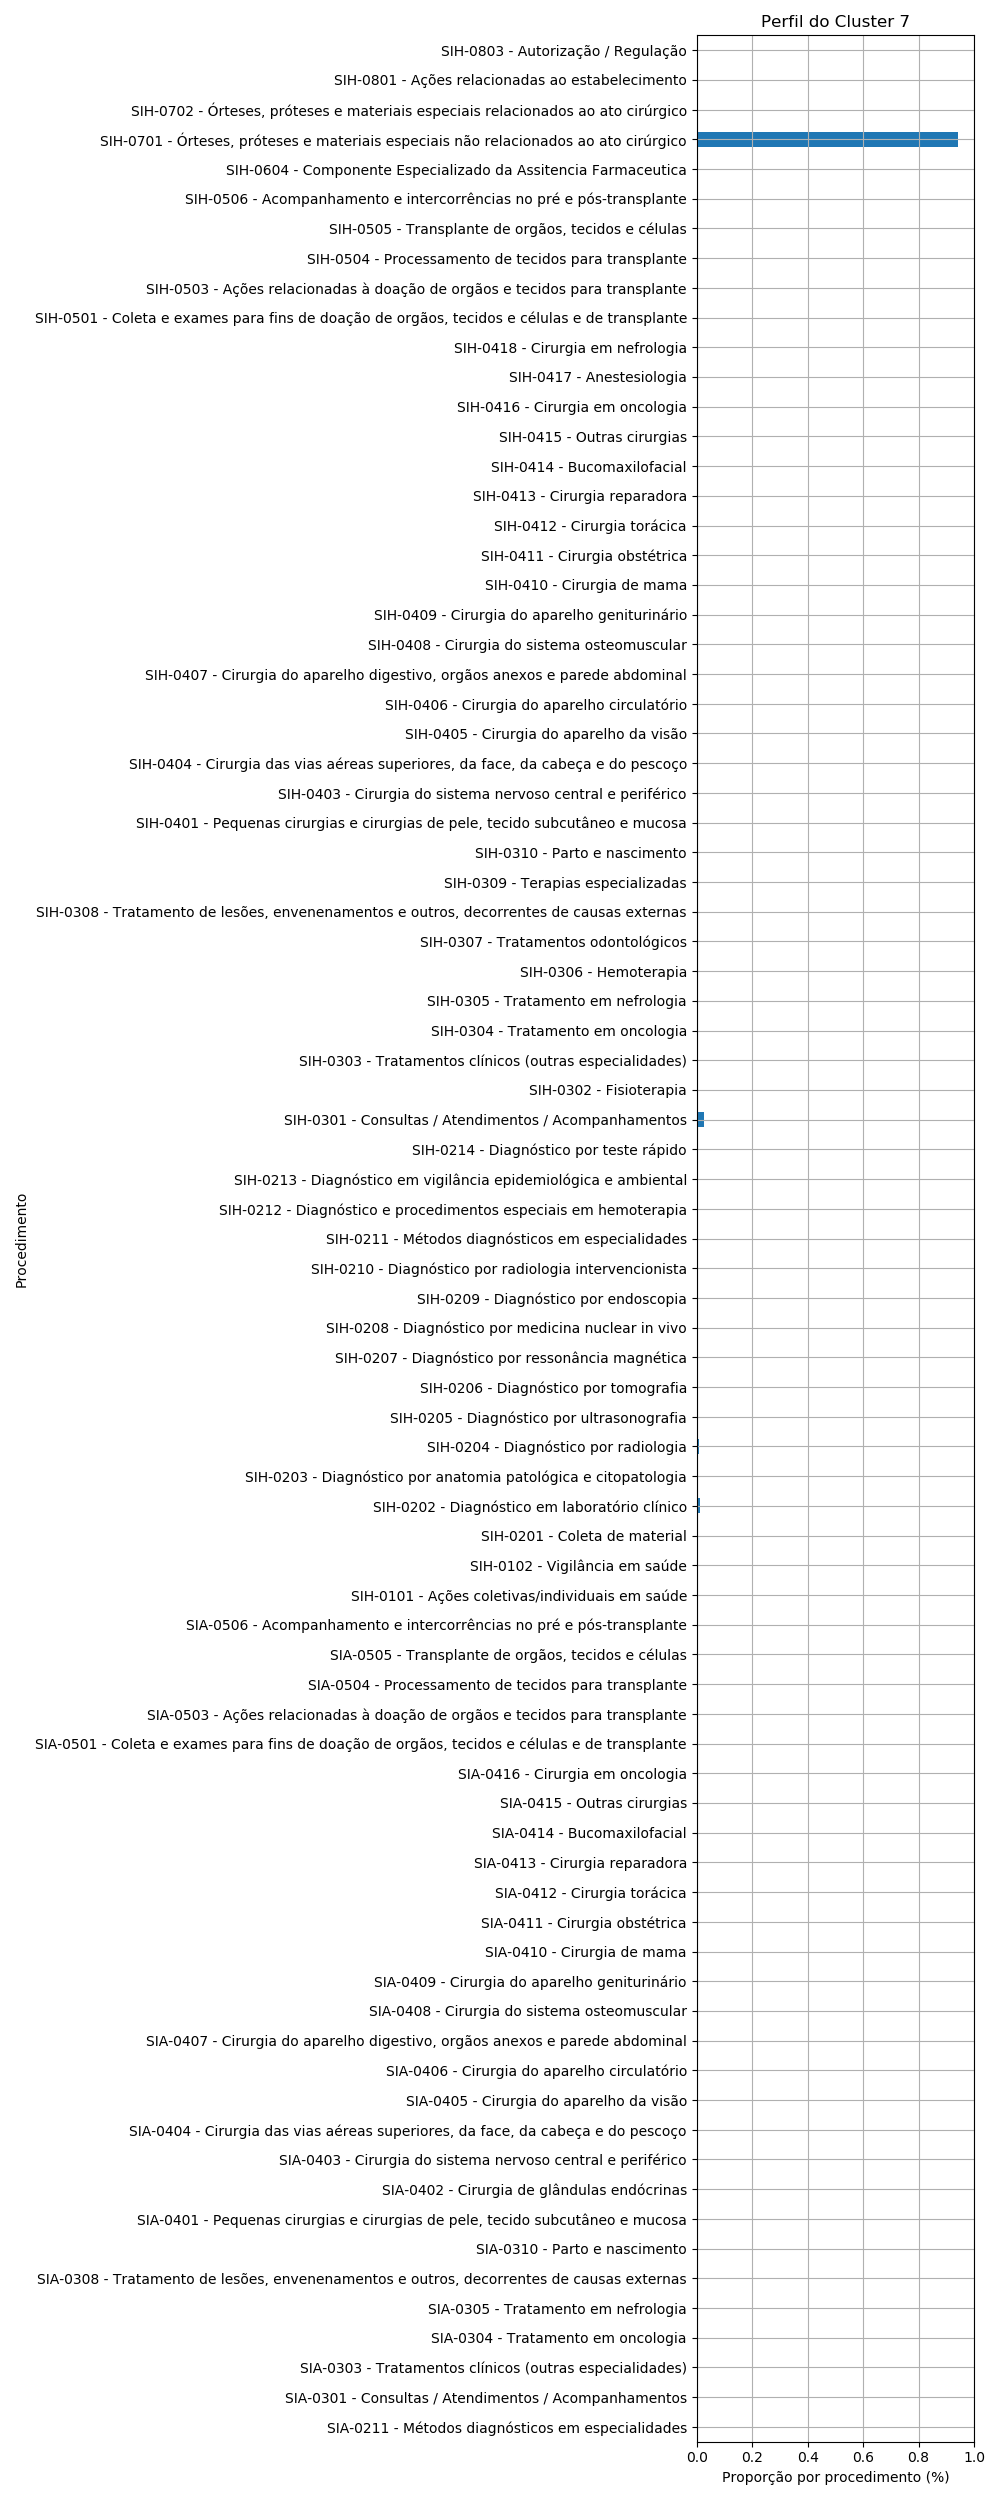 Perfil do Cluster 7
SIH-0803 - Autorização / Regulação
SIH-0801 - Ações relacionadas ao estabelecimento
SIH-0702 - Órteses, próteses e materiais especiais relacionados ao ato cirúrgico
SIH-0701 - Órteses, próteses e materiais especiais não relacionados ao ato cirúrgico
SIH-0604 - Componente Especializado da Assitencia Farmaceutica
SIH-0506 - Acompanhamento e intercorrências no pré e pós-transplante
SIH-0505 - Transplante de orgãos, tecidos e células
SIH-0504 - Processamento de tecidos para transplante
SIH-0503 - Ações relacionadas à doação de orgãos e tecidos para transplante
SIH-0501 - Coleta e exames para fins de doação de orgãos, tecidos e células e de transplante
SIH-0418 - Cirurgia em nefrologia
SIH-0417 - Anestesiologia
SIH-0416 - Cirurgia em oncologia
SIH-0415 - Outras cirurgias
SIH-0414 - Bucomaxilofacial
SIH-0413 - Cirurgia reparadora
SIH-0412 - Cirurgia torácica
SIH-0411 - Cirurgia obstétrica
SIH-0410 - Cirurgia de mama
SIH-0409 - Cirurgia do aparelho geniturinário
SIH-0408 - Cirurgia do sistema osteomuscular
SIH-0407 - Cirurgia do aparelho digestivo, orgãos anexos e parede abdominal
SIH-0406 - Cirurgia do aparelho circulatório
SIH-0405 - Cirurgia do aparelho da visão
SIH-0404 - Cirurgia das vias aéreas superiores, da face, da cabeça e do pescoço
SIH-0403 - Cirurgia do sistema nervoso central e periférico
SIH-0401 - Pequenas cirurgias e cirurgias de pele, tecido subcutâneo e mucosa
SIH-0310 - Parto e nascimento
SIH-0309 - Terapias especializadas
SIH-0308 - Tratamento de lesões, envenenamentos e outros, decorrentes de causas externas
SIH-0307 - Tratamentos odontológicos
SIH-0306 - Hemoterapia
SIH-0305 - Tratamento em nefrologia
SIH-0304 - Tratamento em oncologia
SIH-0303 - Tratamentos clínicos (outras especialidades)
SIH-0302 - Fisioterapia
SIH-0301 - Consultas / Atendimentos / Acompanhamentos
SIH-0214 - Diagnóstico por teste rápido
SIH-0213 - Diagnóstico em vigilância epidemiológica e ambiental
SIH-0212 - Diagnóstico e procedimentos especiais em hemoterapia
SIH-0211 - Métodos diagnósticos em especialidades
SIH-0210 - Diagnóstico por radiologia intervencionista
SIH-0209 - Diagnóstico por endoscopia
SIH-0208 - Diagnóstico por medicina nuclear in vivo
SIH-0207 - Diagnóstico por ressonância magnética
SIH-0206 - Diagnóstico por tomografia
SIH-0205 - Diagnóstico por ultrasonografia
SIH-0204 - Diagnóstico por radiologia
SIH-0203 - Diagnóstico por anatomia patológica e citopatologia
SIH-0202 - Diagnóstico em laboratório clínico
SIH-0201 - Coleta de material
SIH-0102 - Vigilância em saúde
SIH-0101 - Ações coletivas/individuais em saúde
SIA-0506 - Acompanhamento e intercorrências no pré e pós-transplante
SIA-0505 - Transplante de orgãos, tecidos e células
SIA-0504 - Processamento de tecidos para transplante
SIA-0503 - Ações relacionadas à doação de orgãos e tecidos para transplante
SIA-0501 - Coleta e exames para fins de doação de orgãos, tecidos e células e de transplante
SIA-0416 - Cirurgia em oncologia
SIA-0415 - Outras cirurgias
SIA-0414 - Bucomaxilofacial
SIA-0413 - Cirurgia reparadora
SIA-0412 - Cirurgia torácica
SIA-0411 - Cirurgia obstétrica
SIA-0410 - Cirurgia de mama
SIA-0409 - Cirurgia do aparelho geniturinário
SIA-0408 - Cirurgia do sistema osteomuscular
SIA-0407 - Cirurgia do aparelho digestivo, orgãos anexos e parede abdominal
SIA-0406 - Cirurgia do aparelho circulatório
SIA-0405 - Cirurgia do aparelho da visão
SIA-0404 - Cirurgia das vias aéreas superiores, da face, da cabeça e do pescoço
SIA-0403 - Cirurgia do sistema nervoso central e periférico
SIA-0402 - Cirurgia de glândulas endócrinas
SIA-0401 - Pequenas cirurgias e cirurgias de pele, tecido subcutâneo e mucosa
SIA-0310 - Parto e nascimento
SIA-0308 - Tratamento de lesões, envenenamentos e outros, decorrentes de causas externas
SIA-0305 - Tratamento em nefrologia
SIA-0304 - Tratamento em oncologia
SIA-0303 - Tratamentos clínicos (outras especialidades)
SIA-0301 - Consultas / Atendimentos / Acompanhamentos
SIA-0211 - Métodos diagnósticos em especialidades
Procedimento
0.0 0.2 0.4 0.6 0.8 1.0
Proporção por procedimento (%)